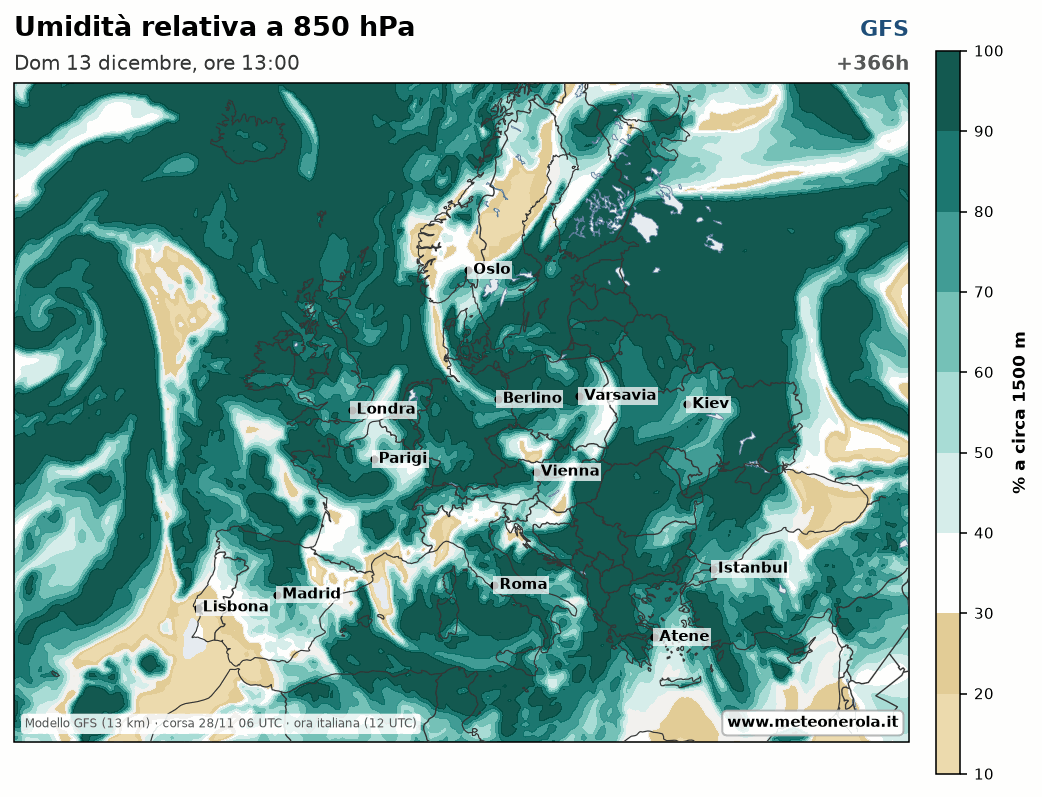 Umidità relativa a 850 hPa
GFS
Dom 13 dicembre, ore 13:00
+366h
100
90
80
70
60
50
40
30
20
10
% a circa 1500 m
Oslo
Berlino
Varsavia
Kiev
Londra
Parigi
Vienna
Istanbul
Roma
Madrid
Lisbona
Atene
Modello GFS (13 km) · corsa 28/11 06 UTC · ora italiana (12 UTC)
www.meteonerola.it